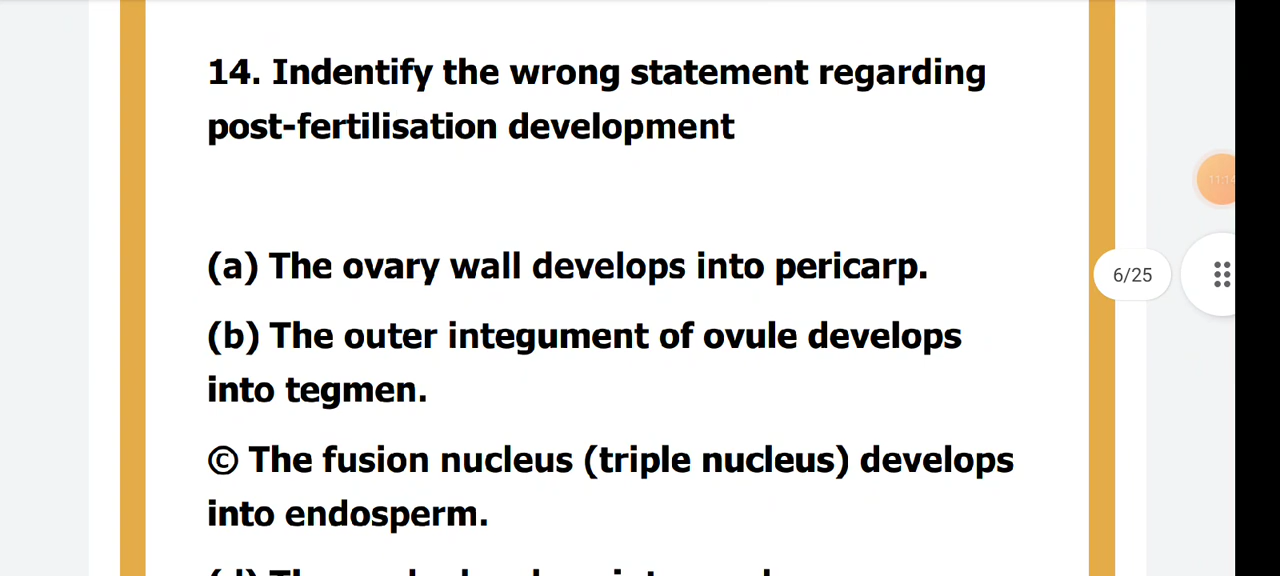 14. Indentify the wrong statement regarding
post-fertilisation development
(a) The ovary wall develops into pericarp.
(b) The outer integument of ovule develops
into tegmen.
© The fusion nucleus (triple nucleus) develops
into endosperm.
6/25